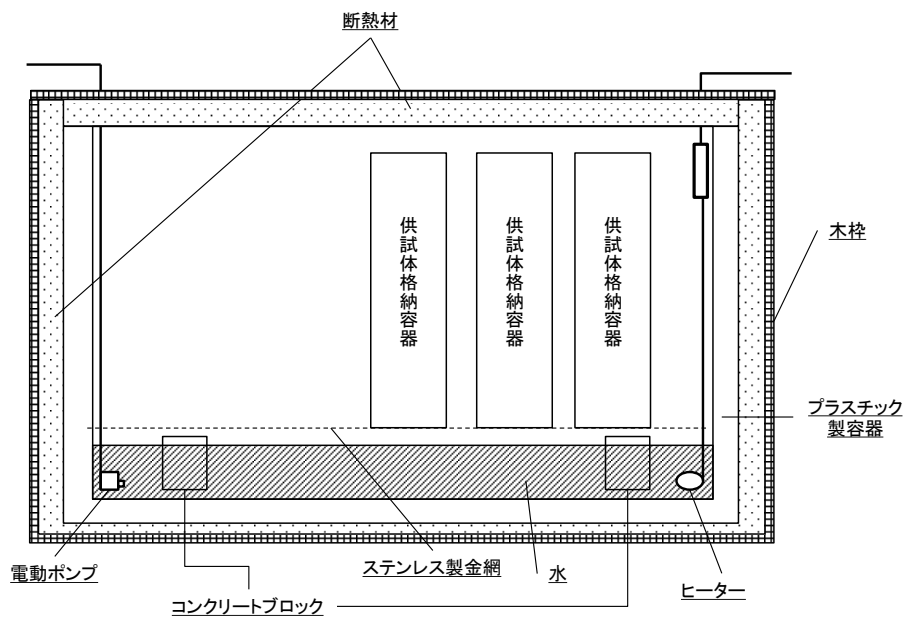 断熱材
供試体格納容器
供試体格納容器
供試体格納容器
木枠
プラスチック
製容器
電動ポンプ
ステンレス製金網
水
ヒーター
コンクリートブロック